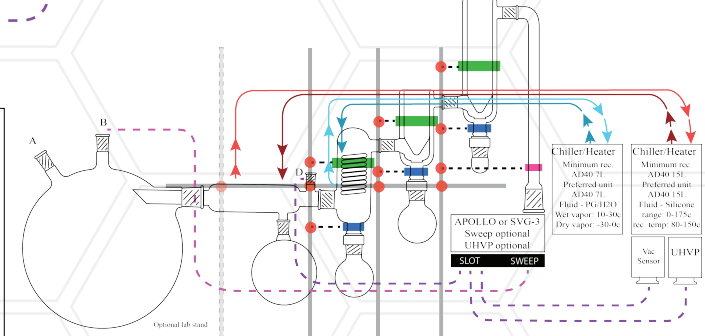 A
B
D
Chiller/Heater
Minimum rec.
AD40 7L
Preferred unit
AD40 7L
Fluid - PG/H2O
Wet vapor: 10-30c
Dry vapor: -30-0c
Chiller/Heater
Minimum rec.
AD40 15L
Preferred unit
AD40 15L
Fluid - Silicone
range: 0-175c
rec. temp: 80-150c
APOLLO or SVG-3
Sweep optional
UHVP optional
SLOT SWEEP
Vac
Sensor
UHVP
Optional lab stand